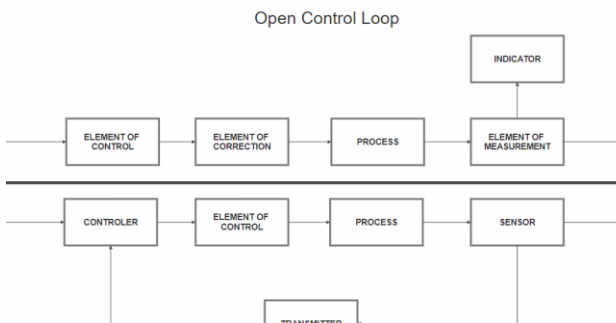 Open Control Loop
INDICATOR
ELEMENT OF
CONTROL
ELEMENT OF
CORRECTION
PROCESS
ELEMENT OF
MEASUREMENT
CONTROLER
ELEMENT OF
CONTROL
PROCESS
SENSOR
TRANSMITTER